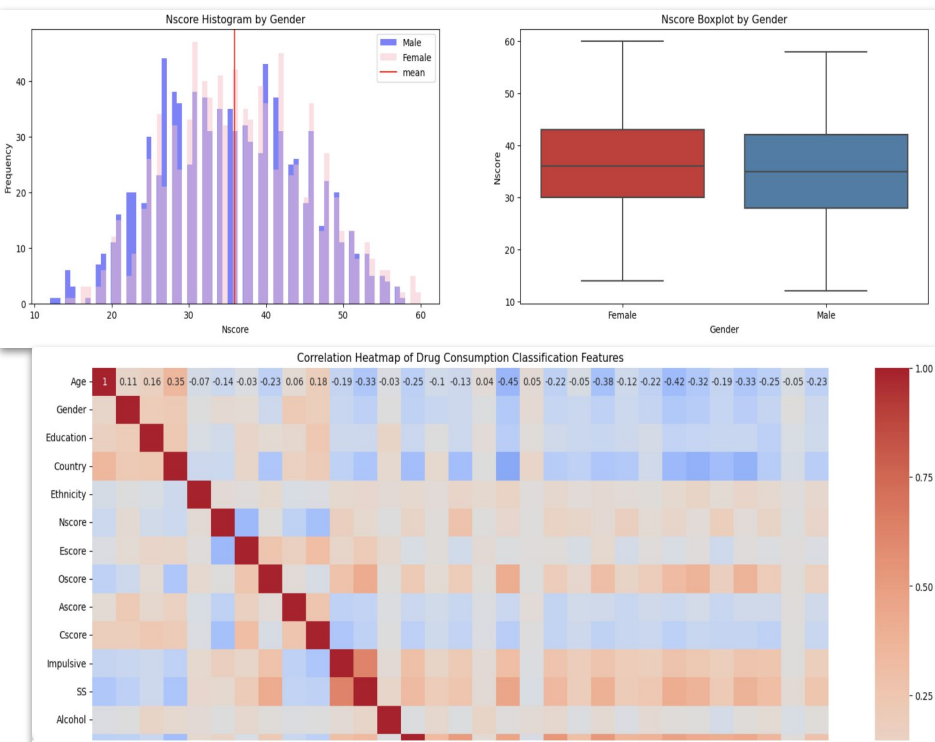 Nscore Histogram by Gender
Male
Female
mean
Frequency
40
30
20
10
0
10 20 30 40 50 60
Nscore
Nscore Boxplot by Gender
Nscore
60
50
40
30
20
10
Female Male
Gender
Correlation Heatmap of Drug Consumption Classification Features
Age 1 0.11 0.16 0.35 -0.07 -0.14 -0.03 -0.23 0.06 0.18 -0.19 -0.33 -0.03 -0.25 -0.1 -0.13 0.04 -0.45 0.05 -0.22 -0.05 -0.38 -0.12 -0.22 -0.42 -0.32 -0.19 -0.33 -0.25 -0.05 -0.23
Gender
Education
Country
Ethnicity
Nscore
Escore
Oscore
Ascore
Cscore
Impulsive
SS
Alcohol
1.00
0.75
0.50
0.25